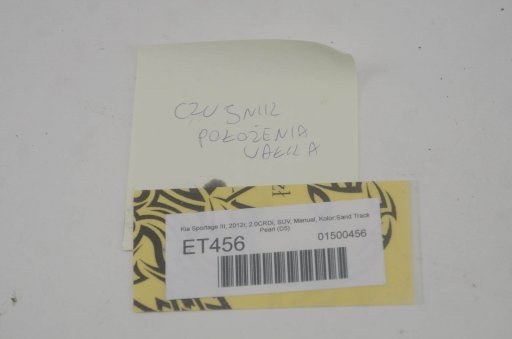 CZUJNIK
POŁOŻENIA
WAŁKA
Kia Sportage III, 2012r, 2.0CRDi, SUV, Manual, Kolor:Sand Track
Pearl (D5)
ET456
01500456